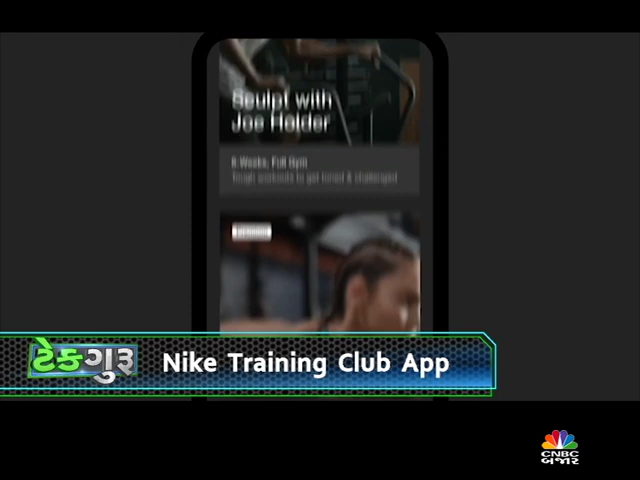 Sculpt with
Joe Holder
6 Weeks, Full Gym
Tough workouts to get toned & challenged
ટેકગુરુ
Nike Training Club App
CNBC
બજાર